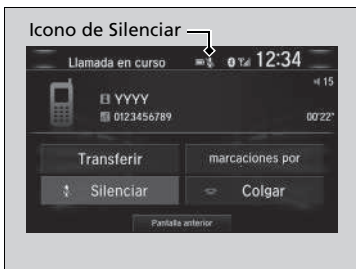 Icono de Silenciar
Llamada en curso 12:34
15
YYYY
0123456789 00'22"
Transferir marcaciones por
Silenciar Colgar
Pantalla anterior